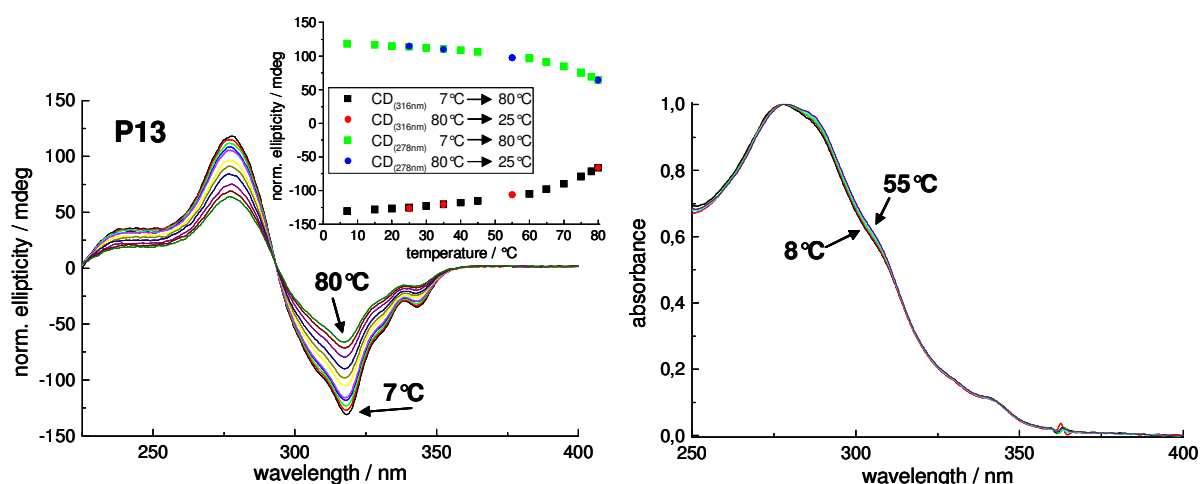 P13
norm. ellipticity / mdeg
150
100
50
0
-50
-100
-150
225
250
275
300
325
350
375
400
wavelength / nm
80°C
7°C
norm. ellipticity / mdeg
150
100
50
0
-50
-100
-150
0 10 20 30 40 50 60 70 80
temperature / °C
CD(316nm) 7°C → 80°C
CD(316nm) 80°C → 25°C
CD(278nm) 7°C → 80°C
CD(278nm) 80°C → 25°C
absorbance
1,0
0,8
0,6
0,4
0,2
0,0
250 300 350 400
wavelength / nm
55°C
8°C